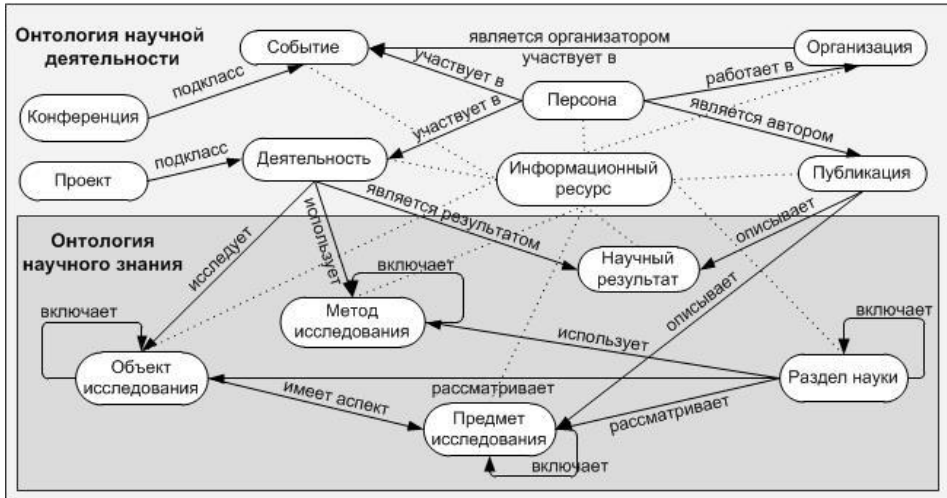 Онтология научной
деятельности
Событие
является организатором
участвует в
Организация
подкласс
участвует в
работает в
Конференция
Персона
участвует в
является автором
подкласс
Проект
Деятельность
Информационный
ресурс
Публикация
является результатом
использует
описывает
Онтология
научного знания
исследует
Научный
результат
включает
Метод
исследования
описывает
включает
использует
включает
Объект
исследования
рассматривает
Раздел науки
имеет аспект
Предмет
исследования
рассматривает
включает